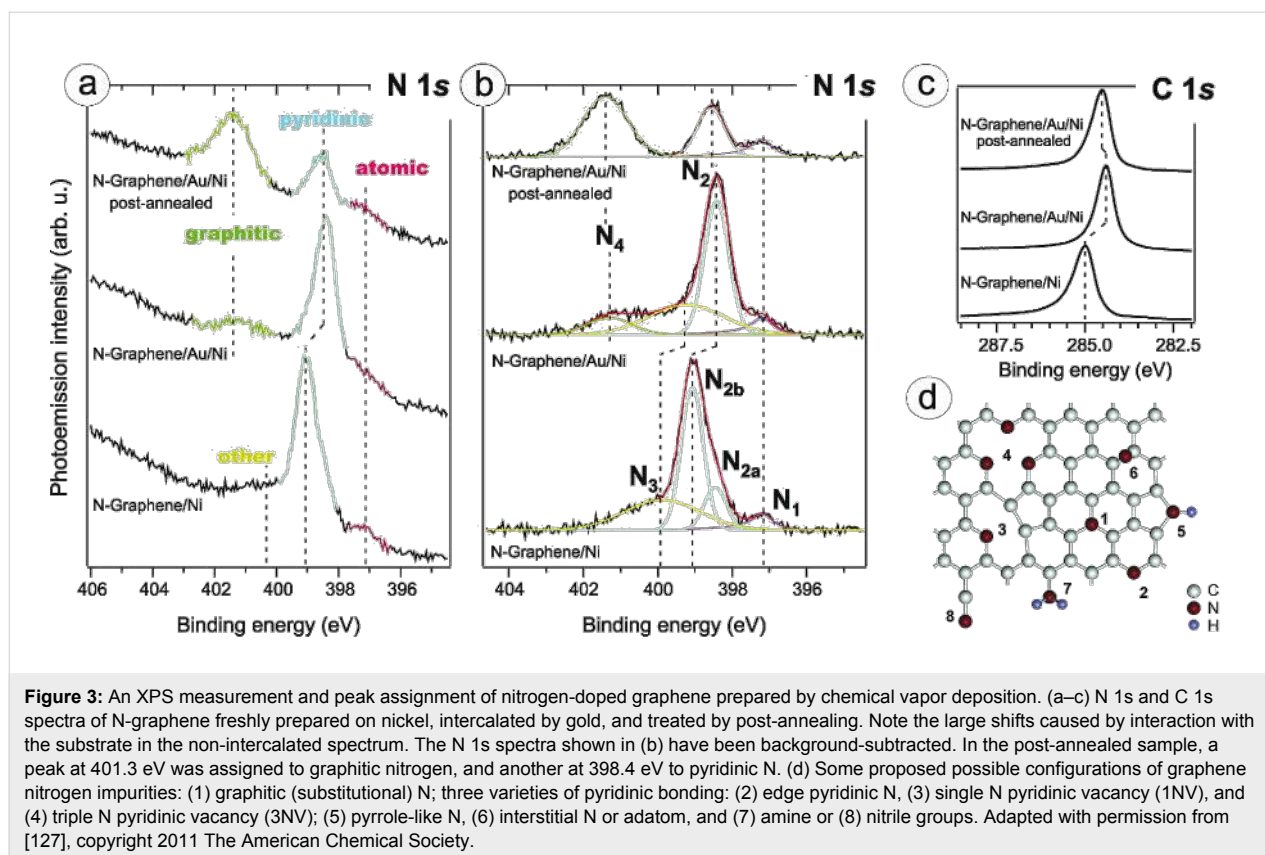 a
N 1s
pyridinic
atomic
N-Graphene/Au/Ni
post-annealed
graphitic
N-Graphene/Au/Ni
other
N-Graphene/Ni
406 404 402 400 398 396
Binding energy (eV)
Photoemission intensity (arb. u.)
b
N 1s
N-Graphene/Au/Ni
post-annealed
N2
N4
N-Graphene/Au/Ni
N2b
N2a
N3
N1
N-Graphene/Ni
404 402 400 398 396
Binding energy (eV)
c
C 1s
N-Graphene/Au/Ni
post-annealed
N-Graphene/Au/Ni
N-Graphene/Ni
287.5 285.0 282.5
Binding energy (eV)
d
4
6
1
5
3
2
7
8
C
N
H
Figure 3: An XPS measurement and peak assignment of nitrogen-doped graphene prepared by chemical vapor deposition. (a–c) N 1s and C 1s
spectra of N-graphene freshly prepared on nickel, intercalated by gold, and treated by post-annealing. Note the large shifts caused by interaction with
the substrate in the non-intercalated spectrum. The N 1s spectra shown in (b) have been background-subtracted. In the post-annealed sample, a
peak at 401.3 eV was assigned to graphitic nitrogen, and another at 398.4 eV to pyridinic N. (d) Some proposed possible configurations of graphene
nitrogen impurities: (1) graphitic (substitutional) N; three varieties of pyridinic bonding: (2) edge pyridinic N, (3) single N pyridinic vacancy (1NV), and
(4) triple N pyridinic vacancy (3NV); (5) pyrrole-like N, (6) interstitial N or adatom, and (7) amine or (8) nitrile groups. Adapted with permission from
[127], copyright 2011 The American Chemical Society.